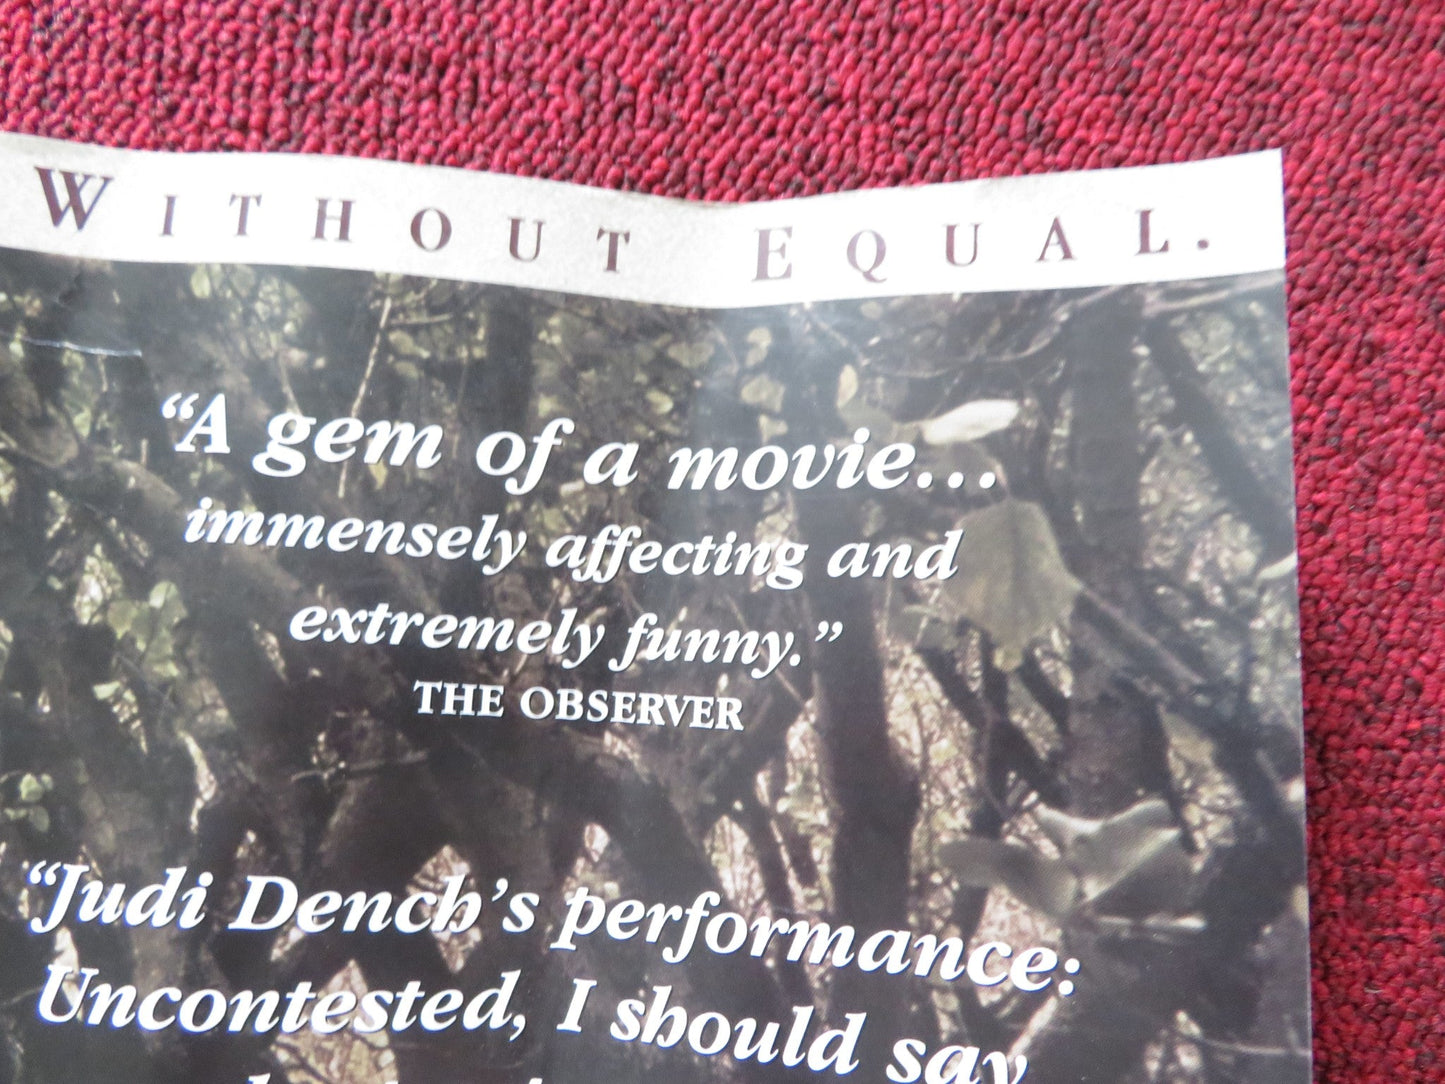 WITHOUT EQUAL.
“A gem of a movie...
immensely affecting and
extremely funny.”
THE OBSERVER
“Judi Dench’s performance:
Uncontested, I should say